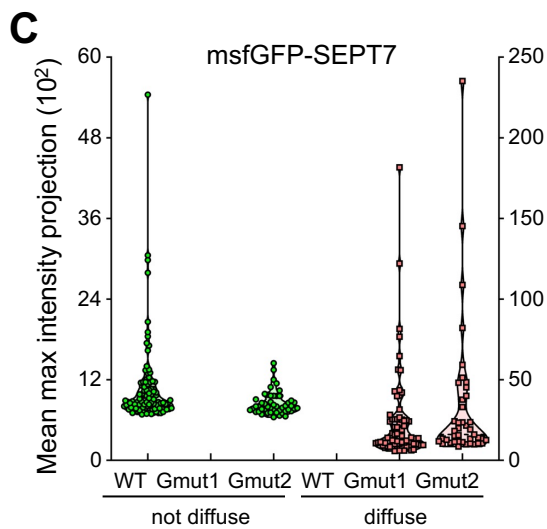 C
msfGFP-SEPT7
Mean max intensity projection (10²)
60
48
36
24
12
0
250
200
150
100
50
0
WT Gmut1 Gmut2 WT Gmut1 Gmut2
not diffuse diffuse